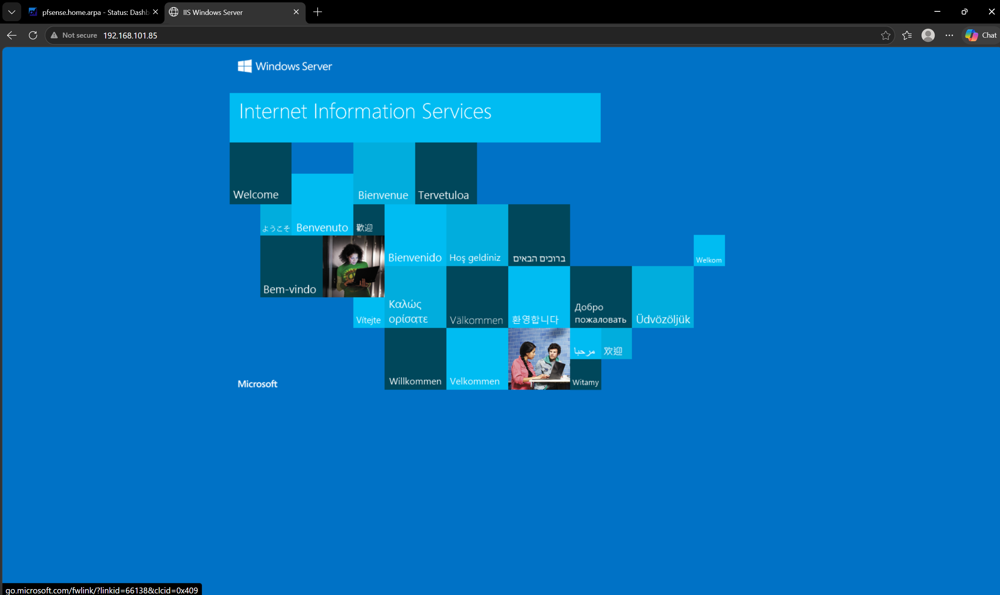 pfsense.home.arpa - Status: Dashb
IIS Windows Server
Not secure 192.168.101.85
Chat
Windows Server
Internet Information Services
Welcome
Bienvenue
Tervetuloa
ようこそ
Benvenuto
歡迎
Bienvenido
Hoş geldiniz
ברוכים הבאים
Welkom
Bem-vindo
Vítejte
Καλώς
ορίσατε
Välkommen
환영합니다
Добро
пожаловать
Üdvözöljük
Willkommen
Velkommen
مرحبا
欢迎
Witamy
Microsoft
go.microsoft.com/fwlink/?linkid=66138&clcid=0x409